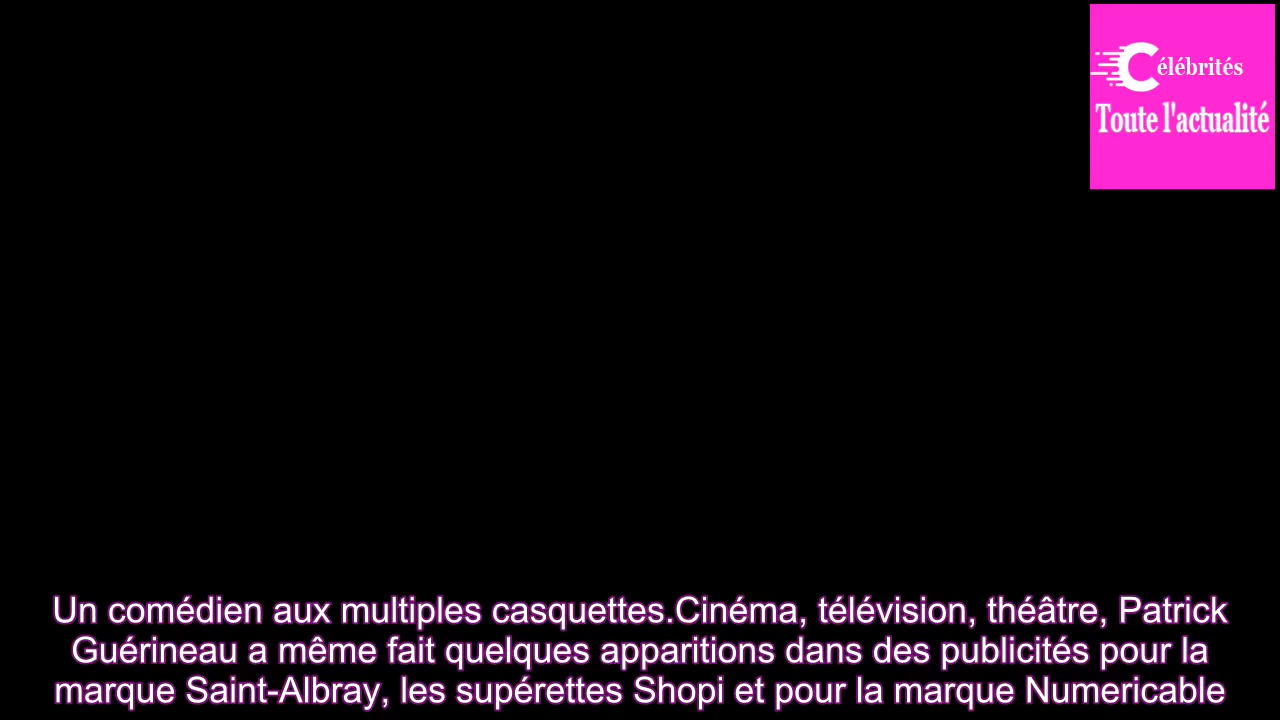 Célébrités
Toute l'actualité
Un comédien aux multiples casquettes.Cinéma, télévision, théâtre, Patrick
Guérineau a même fait quelques apparitions dans des publicités pour la
marque Saint-Albray, les supérettes Shopi et pour la marque Numericable